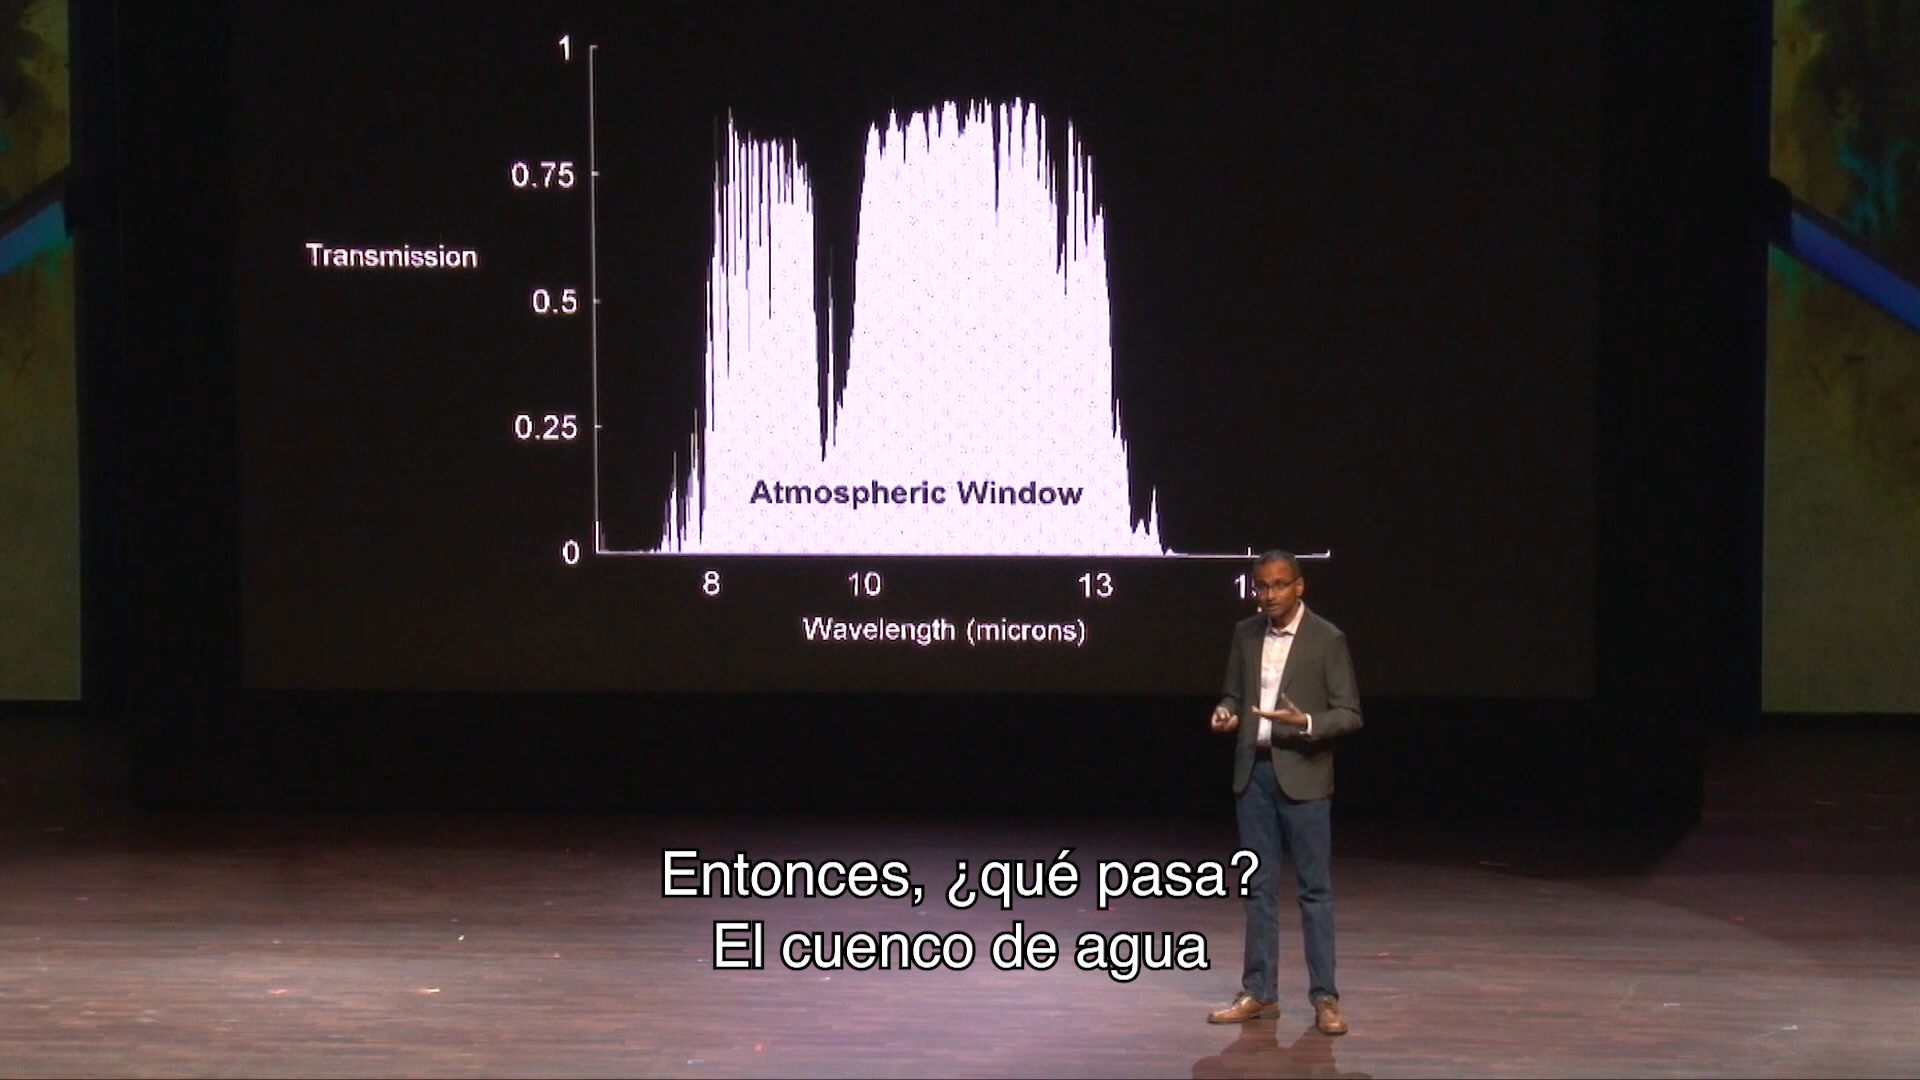 1
0.75
Transmission
0.5
0.25
Atmospheric Window
0
8 10 13
Wavelength (microns)
Entonces, ¿qué pasa?
El cuenco de agua